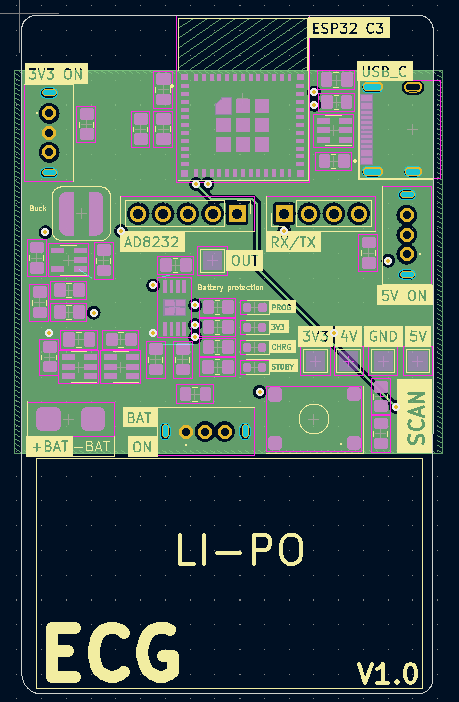 ESP32 C3
3V3 ON
USB_C
Buck
AD8232
RX/TX
OUT
Battery protection
5V ON
PROG
3V3
CHRG
STDBY
3V3
4V
GND
5V
BAT
ON
SCAN
+BAT
-BAT
LI-PO
ECG
V1.0